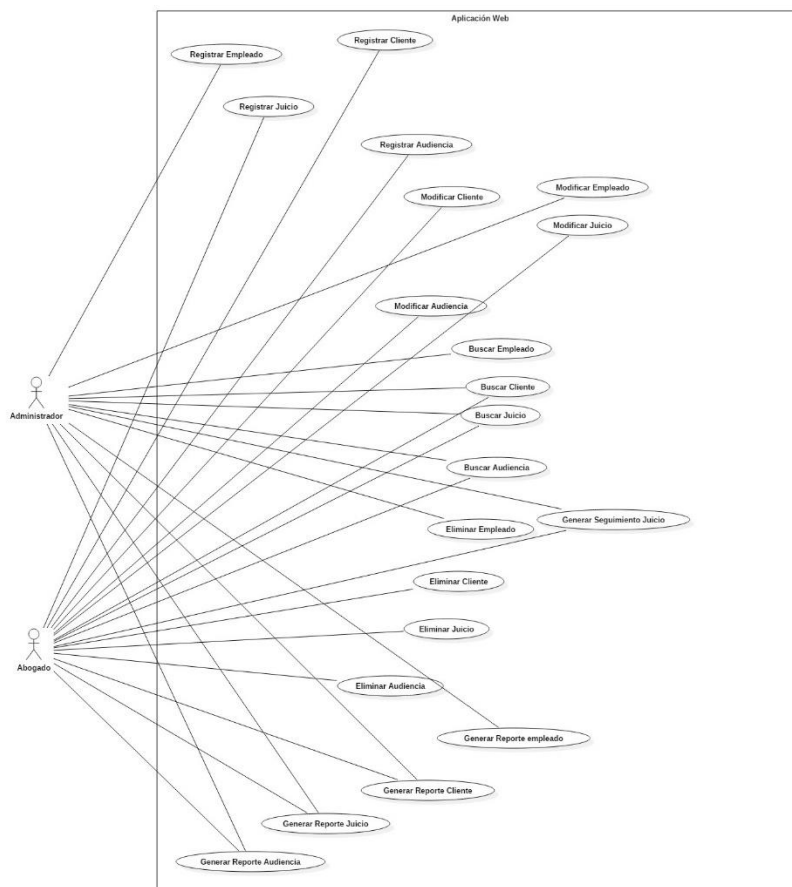 Aplicación Web
Registrar Cliente
Registrar Empleado
Registrar Juicio
Registrar Audiencia
Modificar Empleado
Modificar Cliente
Modificar Juicio
Modificar Audiencia
Buscar Empleado
Buscar Cliente
Administrador
Buscar Juicio
Buscar Audiencia
Generar Seguimiento Juicio
Eliminar Empleado
Eliminar Cliente
Eliminar Juicio
Abogado
Eliminar Audiencia
Generar Reporte empleado
Generar Reporte Cliente
Generar Reporte Juicio
Generar Reporte Audiencia